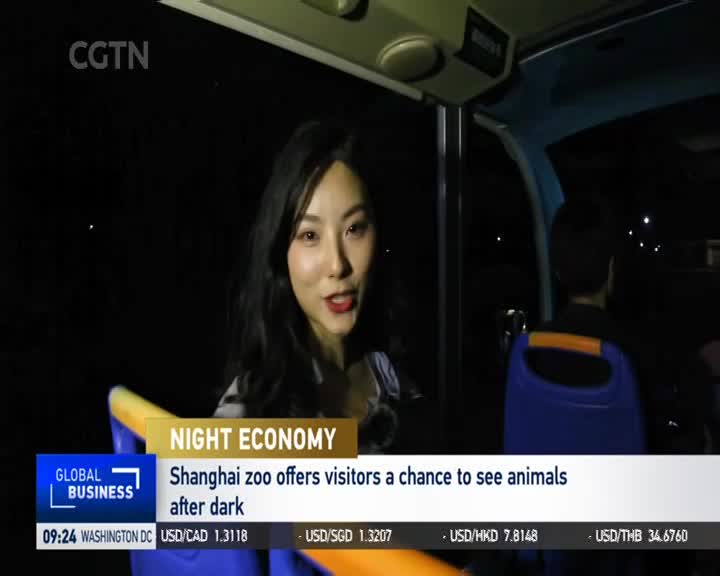 CGTN
NIGHT ECONOMY
GLOBAL
BUSINESS
Shanghai zoo offers visitors a chance to see animals
after dark
09:24 WASHINGTON DC USD/CAD 1.3118 - USD/SGD 1.3207 - USD/HKD 7.8148 - USD/THB 34.6760